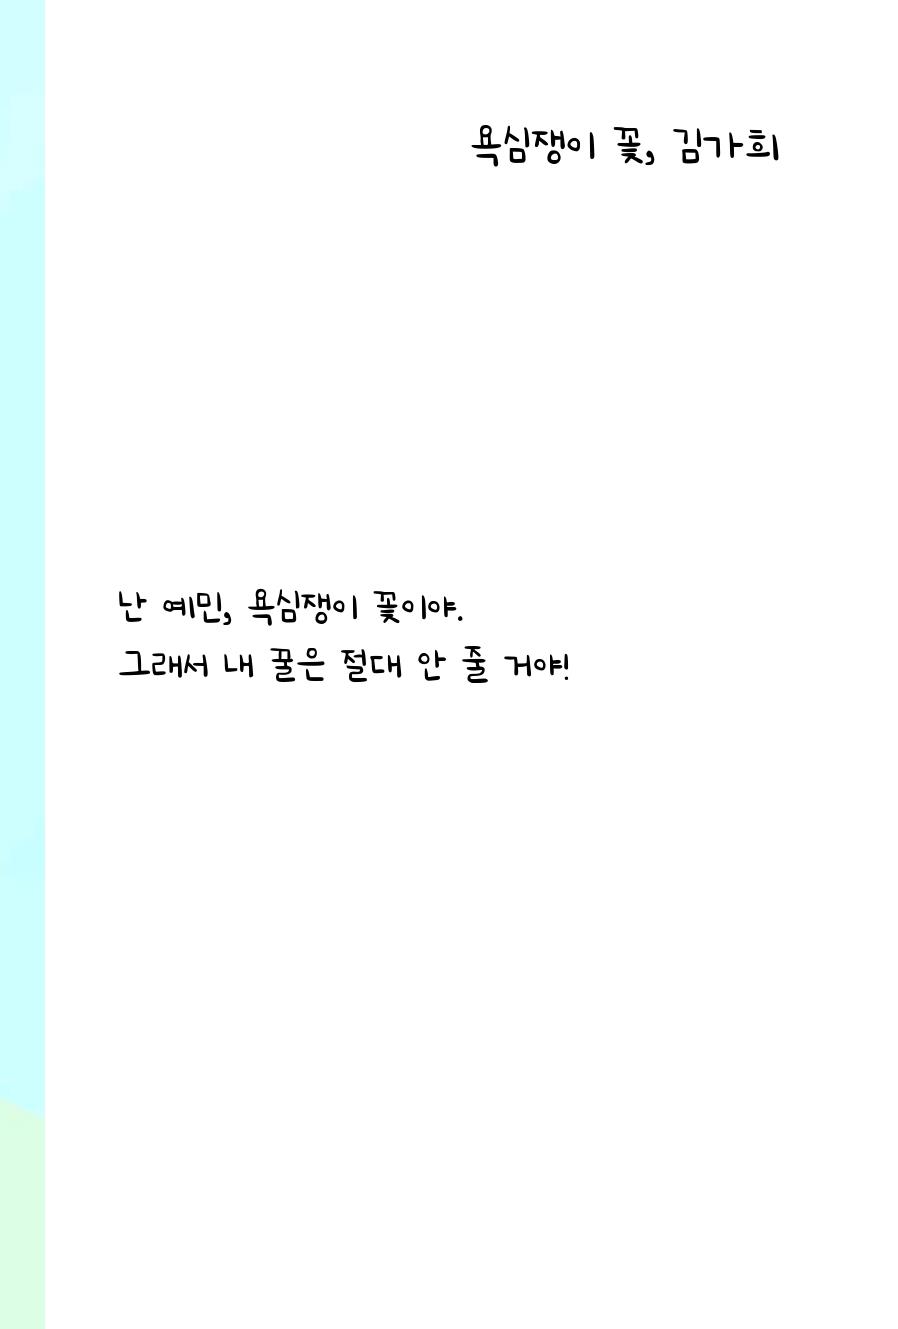 욕심쟁이 꽃, 김가희
난 예민, 욕심쟁이 꽃이야.
그래서 내 꿀은 절대 안 줄 거야!